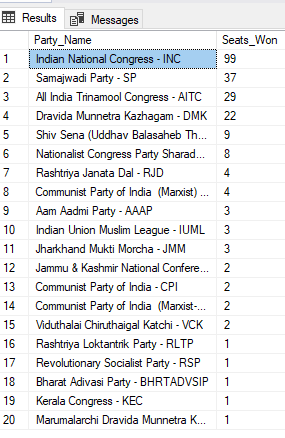 Results Messages
Party_Name Seats_Won
1 Indian National Congress - INC 99
2 Samajwadi Party - SP 37
3 All India Trinamool Congress - AITC 29
4 Dravida Munnetra Kazhagam - DMK 22
5 Shiv Sena (Uddhav Balasaheb Th... 9
6 Nationalist Congress Party Sharad... 8
7 Rashtriya Janata Dal - RJD 4
8 Communist Party of India  (Marxist) ... 4
9 Aam Aadmi Party - AAAP 3
10 Indian Union Muslim League - IUML 3
11 Jharkhand Mukti Morcha - JMM 3
12 Jammu & Kashmir National Confere... 2
13 Communist Party of India - CPI 2
14 Communist Party of India  (Marxist-... 2
15 Viduthalai Chiruthaigal Katchi - VCK 2
16 Rashtriya Loktantrik Party - RLTP 1
17 Revolutionary Socialist Party - RSP 1
18 Bharat Adivasi Party - BHRTADVSIP 1
19 Kerala Congress - KEC 1
20 Marumalarchi Dravida Munnetra K... 1